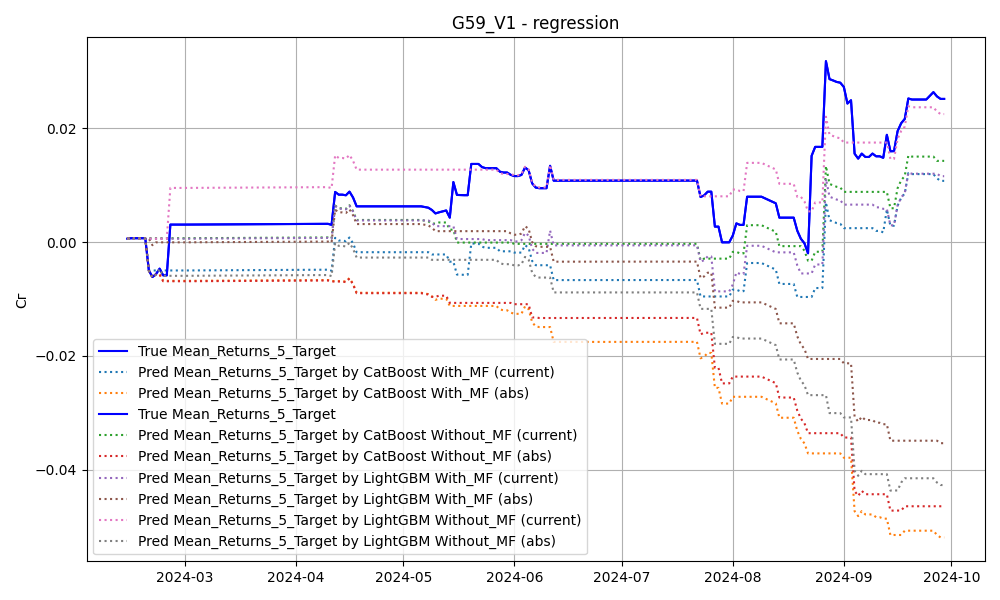 G59_V1 - regression
Cr
0.02
0.00
−0.02
−0.04
True Mean_Returns_5_Target
Pred Mean_Returns_5_Target by CatBoost With_MF (current)
Pred Mean_Returns_5_Target by CatBoost With_MF (abs)
True Mean_Returns_5_Target
Pred Mean_Returns_5_Target by CatBoost Without_MF (current)
Pred Mean_Returns_5_Target by CatBoost Without_MF (abs)
Pred Mean_Returns_5_Target by LightGBM With_MF (current)
Pred Mean_Returns_5_Target by LightGBM With_MF (abs)
Pred Mean_Returns_5_Target by LightGBM Without_MF (current)
Pred Mean_Returns_5_Target by LightGBM Without_MF (abs)
2024-03 2024-04 2024-05 2024-06 2024-07 2024-08 2024-09 2024-10